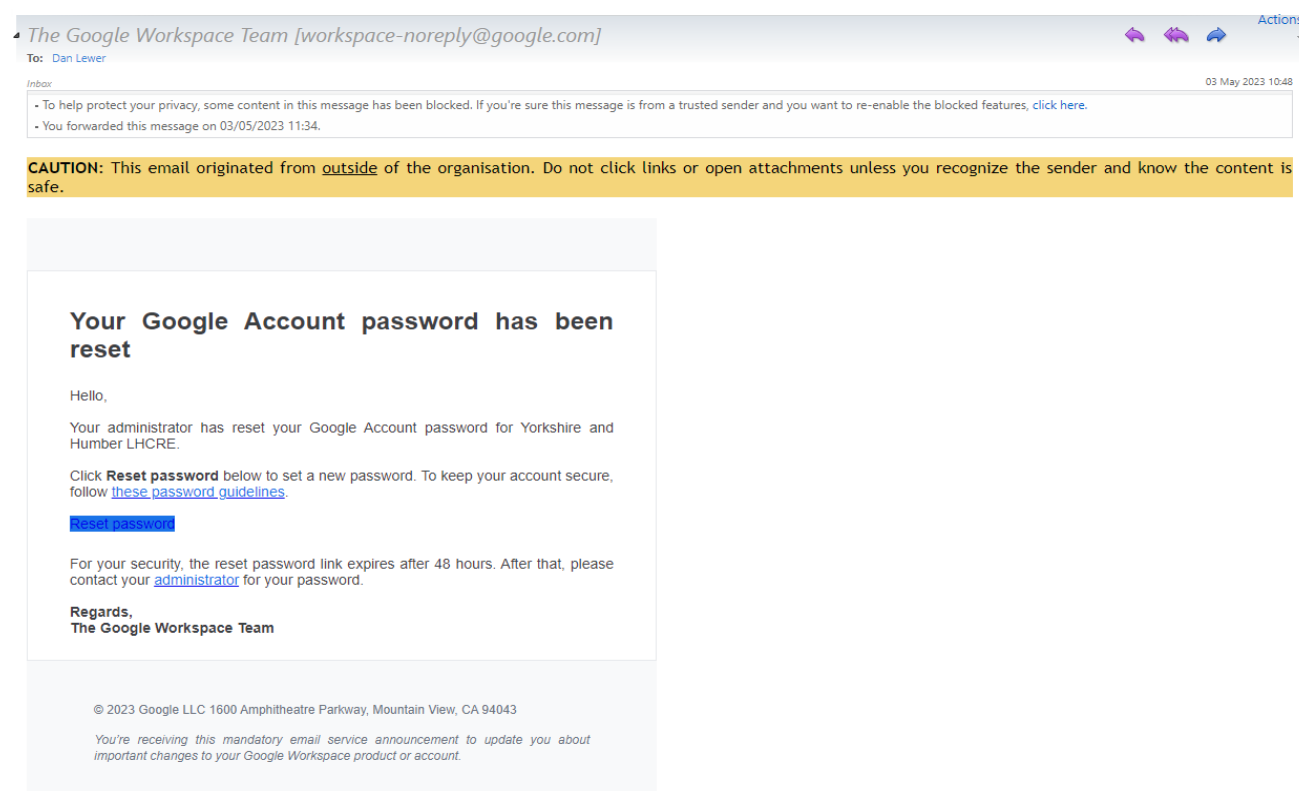 Actions
The Google Workspace Team [workspace-noreply@google.com]
To: Dan Lewer
Inbox
03 May 2023 10:48
• To help protect your privacy, some content in this message has been blocked. If you're sure this message is from a trusted sender and you want to re-enable the blocked features, click here.
• You forwarded this message on 03/05/2023 11:34.
CAUTION: This email originated from outside of the organisation. Do not click links or open attachments unless you recognize the sender and know the content is
safe.
Your Google Account password has been
reset
Hello,
Your administrator has reset your Google Account password for Yorkshire and
Humber LHCRE.
Click Reset password below to set a new password. To keep your account secure,
follow these password guidelines.
Reset password
For your security, the reset password link expires after 48 hours. After that, please
contact your administrator for your password.
Regards,
The Google Workspace Team
© 2023 Google LLC 1600 Amphitheatre Parkway, Mountain View, CA 94043
You're receiving this mandatory email service announcement to update you about
important changes to your Google Workspace product or account.